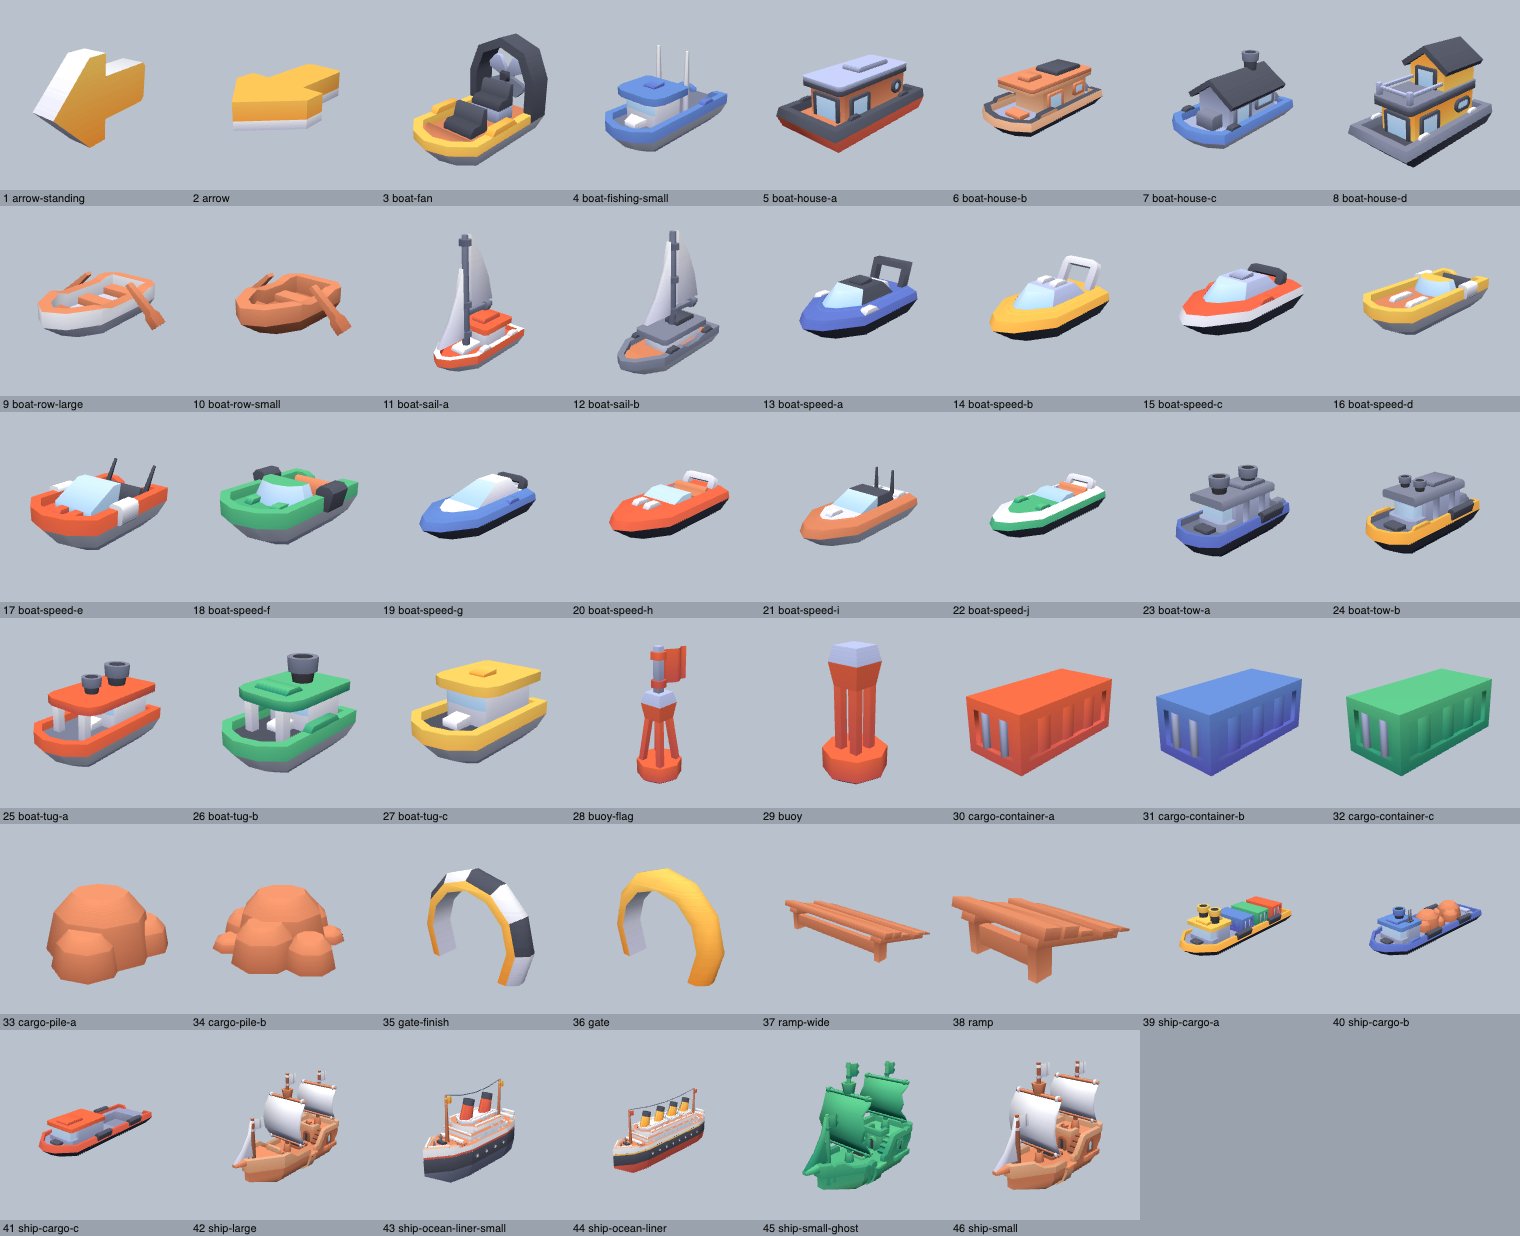 1 arrow-standing
2 arrow
3 boat-fan
4 boat-fishing-small
5 boat-house-a
6 boat-house-b
7 boat-house-c
8 boat-house-d
9 boat-row-large
10 boat-row-small
11 boat-sail-a
12 boat-sail-b
13 boat-speed-a
14 boat-speed-b
15 boat-speed-c
16 boat-speed-d
17 boat-speed-e
18 boat-speed-f
19 boat-speed-g
20 boat-speed-h
21 boat-speed-i
22 boat-speed-j
23 boat-tow-a
24 boat-tow-b
25 boat-tug-a
26 boat-tug-b
27 boat-tug-c
28 buoy-flag
29 buoy
30 cargo-container-a
31 cargo-container-b
32 cargo-container-c
33 cargo-pile-a
34 cargo-pile-b
35 gate-finish
36 gate
37 ramp-wide
38 ramp
39 ship-cargo-a
40 ship-cargo-b
41 ship-cargo-c
42 ship-large
43 ship-ocean-liner-small
44 ship-ocean-liner
45 ship-small-ghost
46 ship-small